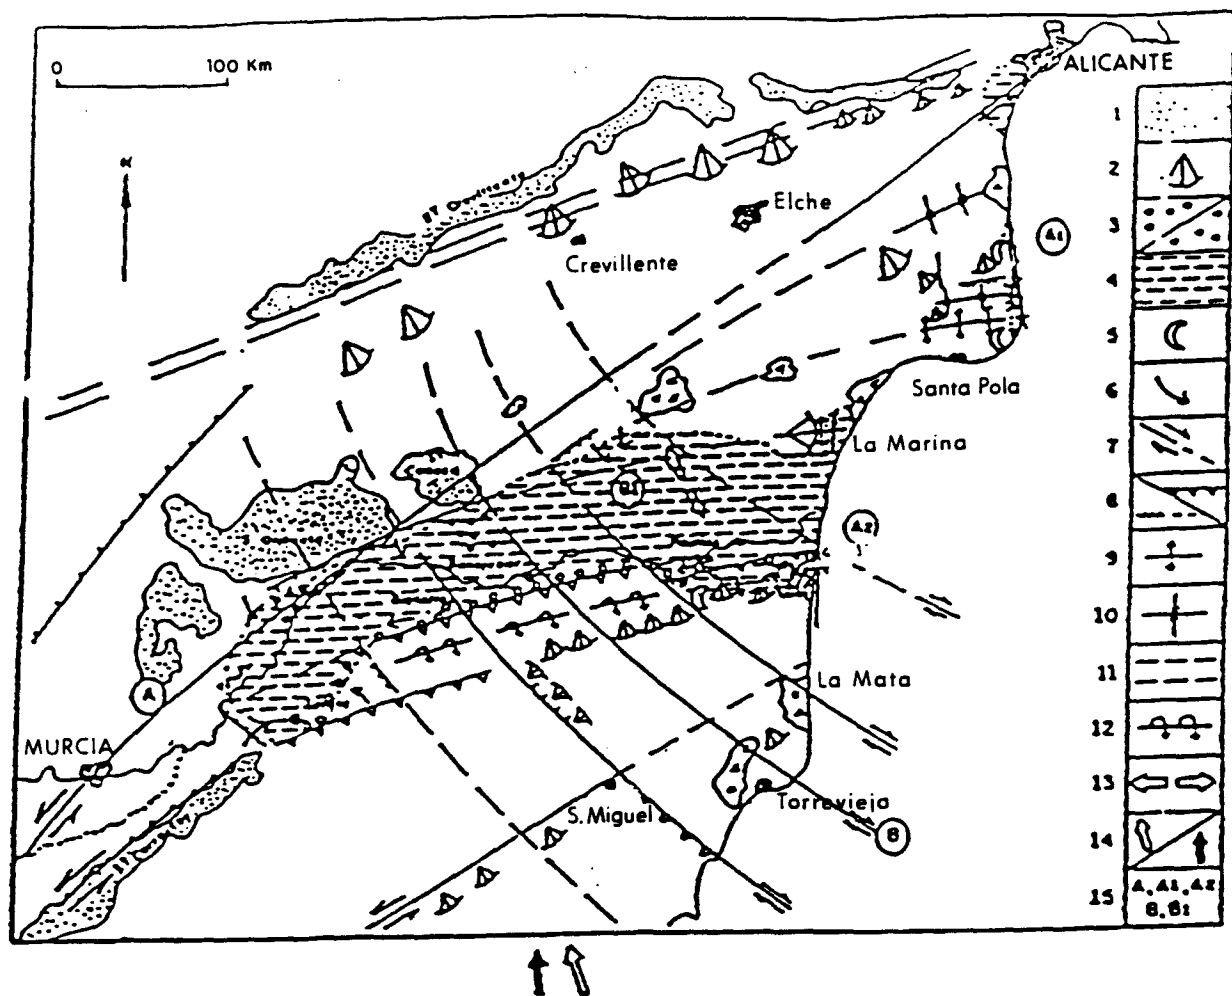 0 100 Km
ALICANTE
Elche
Crevillente
Santa Pola
La Marina
La Mata
MURCIA
S. Miguel
Torrevieja
A
A1
A2
B
B1
1
2
3
4
5
6
7
8
9
10
11
12
13
14
15
A, A1, A2
B, B1